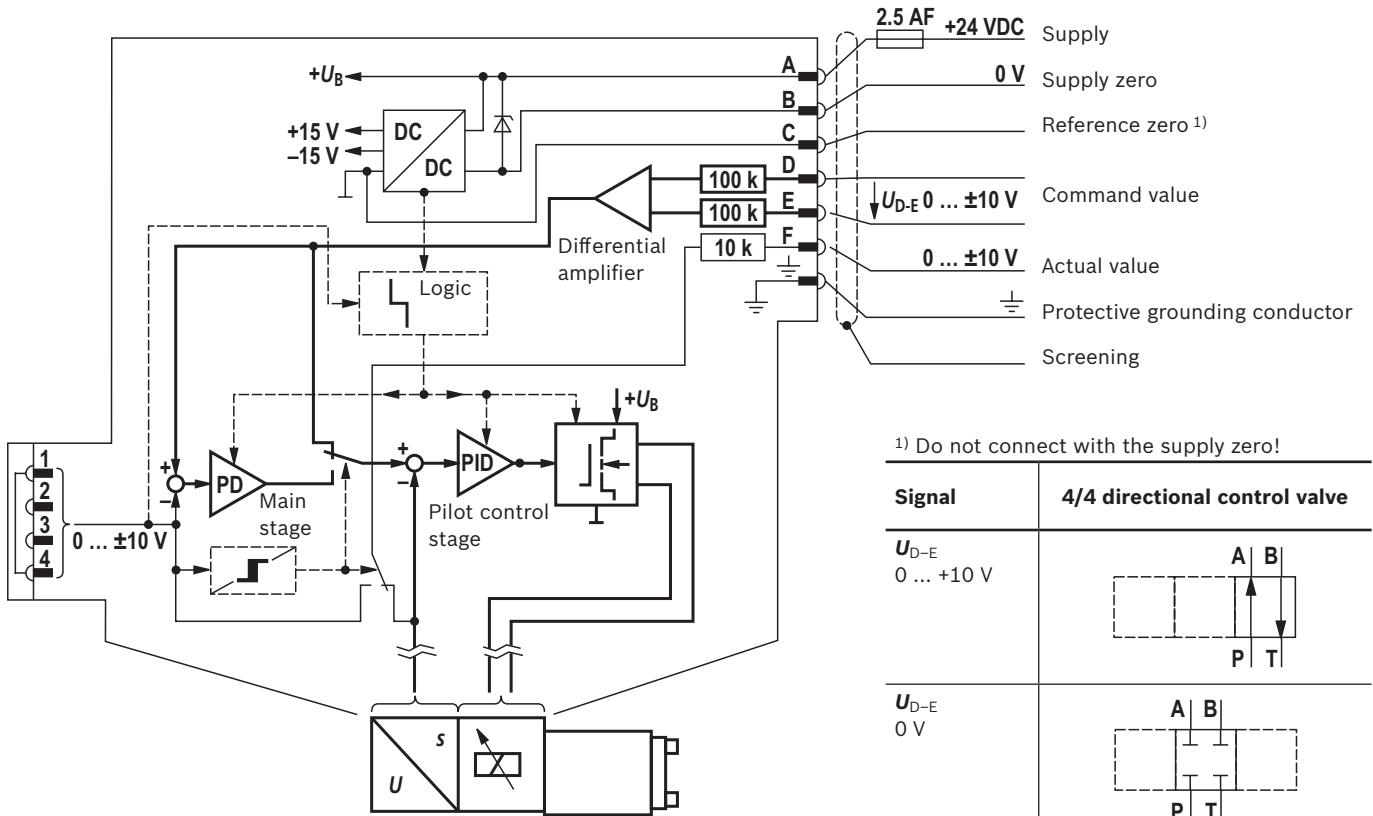 2.5 AF +24 VDC Supply
A
+UB
0 V Supply zero
B
C
Reference zero 1)
+15 V
–15 V
DC
DC
D
100 k
E
100 k
UD-E 0 ... ±10 V Command value
F
10 k
Differential
amplifier
0 ... ±10 V Actual value
Logic
Protective grounding conductor
Screening
+UB
1) Do not connect with the supply zero!
1
2
3
4
0 ... ±10 V
+
–
PD
Main
stage
+
–
PID
Pilot control
stage
Signal 4/4 directional control valve
UD–E
0 ... +10 V
A B
P T
UD–E
0 V
A B
P T
s
U